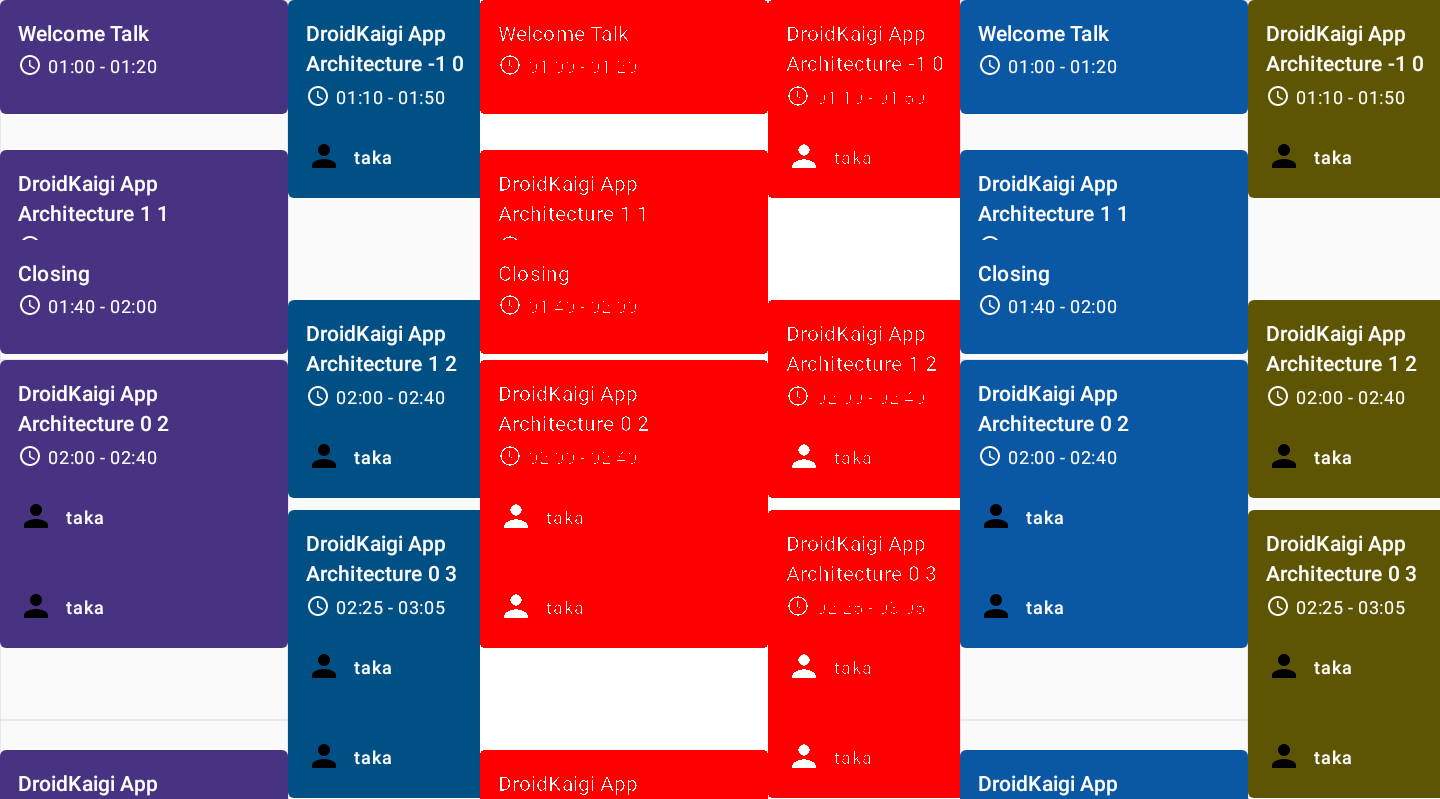 Welcome Talk
01:00 - 01:20
DroidKaigi App
Architecture 1 1
Closing
01:40 - 02:00
DroidKaigi App
Architecture 0 2
02:00 - 02:40
taka
taka
DroidKaigi App
DroidKaigi App
Architecture -1 0
01:10 - 01:50
taka
DroidKaigi App
Architecture 1 2
02:00 - 02:40
taka
DroidKaigi App
Architecture 0 3
02:25 - 03:05
taka
taka
Welcome Talk
DroidKaigi App
Architecture 1 1
Closing
DroidKaigi App
Architecture 0 2
taka
taka
DroidKaigi App
DroidKaigi App
Architecture -1 0
taka
DroidKaigi App
Architecture 1 2
taka
DroidKaigi App
Architecture 0 3
taka
taka
Welcome Talk
01:00 - 01:20
DroidKaigi App
Architecture 1 1
Closing
01:40 - 02:00
DroidKaigi App
Architecture 0 2
02:00 - 02:40
taka
taka
DroidKaigi App
DroidKaigi App
Architecture -1 0
01:10 - 01:50
taka
DroidKaigi App
Architecture 1 2
02:00 - 02:40
taka
DroidKaigi App
Architecture 0 3
02:25 - 03:05
taka
taka